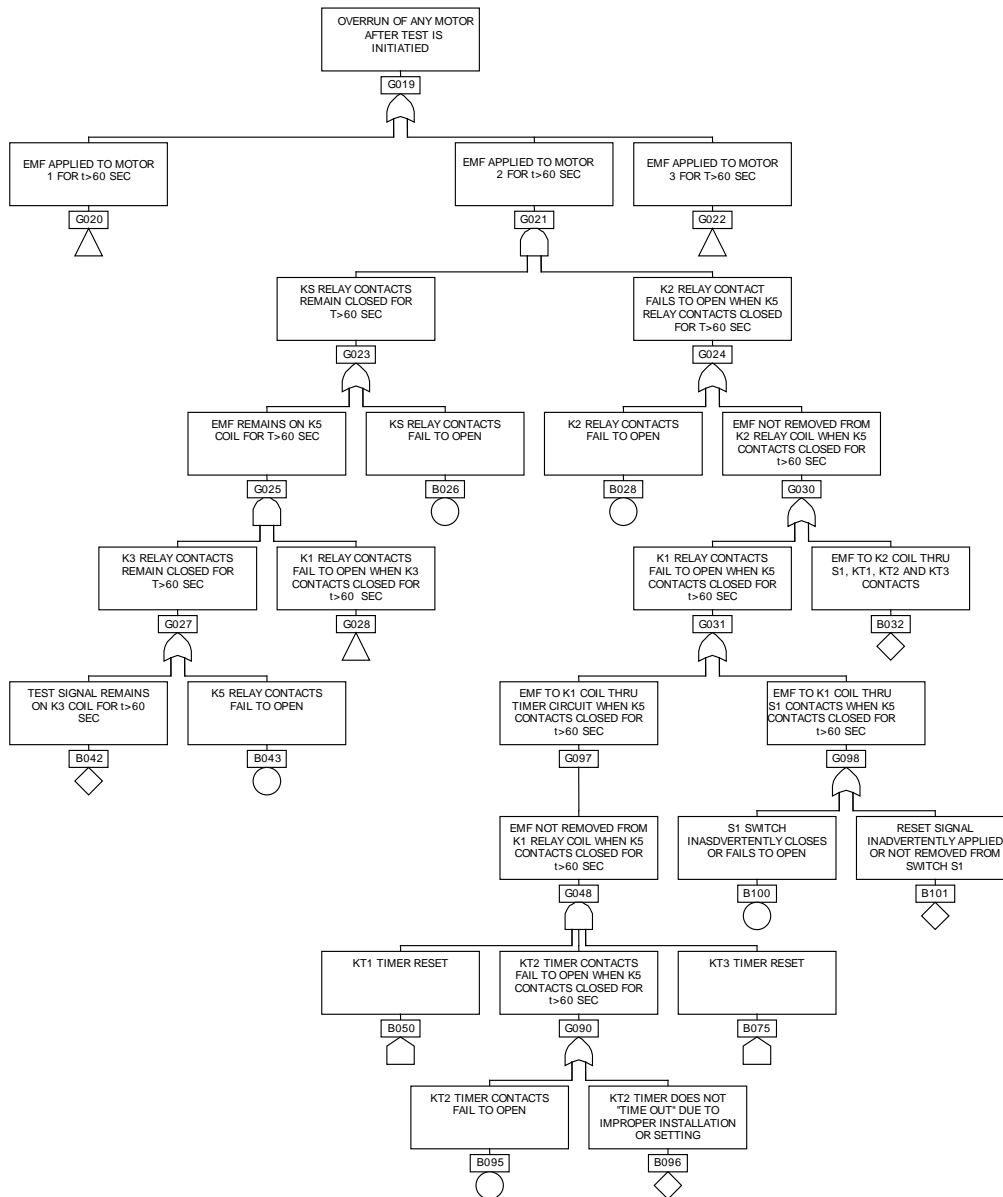 OVERRUN OF ANY MOTOR
AFTER TEST IS
INITIATIED
G019
EMF APPLIED TO MOTOR
1 FOR t>60 SEC
G020
EMF APPLIED TO MOTOR
2 FOR t>60 SEC
G021
EMF APPLIED TO MOTOR
3 FOR T>60 SEC
G022
KS RELAY CONTACTS
REMAIN CLOSED FOR
T>60 SEC
G023
K2 RELAY CONTACT
FAILS TO OPEN WHEN K5
RELAY CONTACTS CLOSED
FOR T>60 SEC
G024
EMF REMAINS ON K5
COIL FOR T>60 SEC
G025
KS RELAY CONTACTS
FAIL TO OPEN
B026
K2 RELAY CONTACTS
FAIL TO OPEN
B028
EMF NOT REMOVED FROM
K2 RELAY COIL WHEN K5
CONTACTS CLOSED FOR
t>60 SEC
G030
K3 RELAY CONTACTS
REMAIN CLOSED FOR
T>60 SEC
G027
K1 RELAY CONTACTS
FAIL TO OPEN WHEN K3
CONTACTS CLOSED FOR
t>60 SEC
G028
K1 RELAY CONTACTS
FAIL TO OPEN WHEN K5
CONTACTS CLOSED FOR
t>60 SEC
G031
EMF TO K2 COIL THRU
S1, KT1, KT2 AND KT3
CONTACTS
B032
TEST SIGNAL REMAINS
ON K3 COIL FOR t>60
SEC
B042
K5 RELAY CONTACTS
FAIL TO OPEN
B043
EMF TO K1 COIL THRU
TIMER CIRCUIT WHEN K5
CONTACTS CLOSED FOR
t>60 SEC
G097
EMF TO K1 COIL THRU
S1 CONTACTS WHEN K5
CONTACTS CLOSED FOR
t>60 SEC
G098
EMF NOT REMOVED FROM
K1 RELAY COIL WHEN K5
CONTACTS CLOSED FOR
t>60 SEC
G048
S1 SWITCH
INASDVERTENTLY CLOSES
OR FAILS TO OPEN
B100
RESET SIGNAL
INADVERTENTLY APPLIED
OR NOT REMOVED FROM
SWITCH S1
B101
KT1 TIMER RESET
B050
KT2 TIMER CONTACTS
FAIL TO OPEN WHEN K5
CONTACTS CLOSED FOR
t>60 SEC
G090
KT3 TIMER RESET
B075
KT2 TIMER CONTACTS
FAIL TO OPEN
B095
KT2 TIMER DOES NOT
"TIME OUT" DUE TO
IMPROPER INSTALLATION
OR SETTING
B096